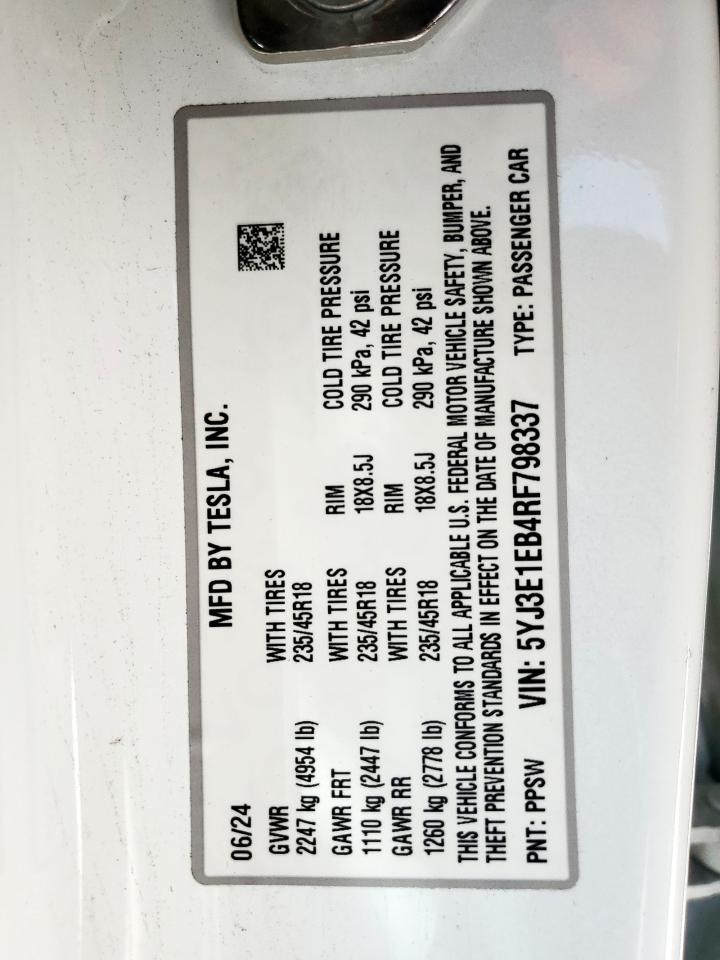 MFD BY TESLA, INC.
06/24
GVWR WITH TIRES
2247 kg (4954 lb) 235/45R18
GAWR FRT WITH TIRES RIM COLD TIRE PRESSURE
1110 kg (2447 lb) 235/45R18 18X8.5J 290 kPa, 42 psi
GAWR RR WITH TIRES RIM COLD TIRE PRESSURE
1260 kg (2778 lb) 235/45R18 18X8.5J 290 kPa, 42 psi
THIS VEHICLE CONFORMS TO ALL APPLICABLE U.S. FEDERAL MOTOR VEHICLE SAFETY, BUMPER, AND
THEFT PREVENTION STANDARDS IN EFFECT ON THE DATE OF MANUFACTURE SHOWN ABOVE.
PNT: PPSW VIN: 5YJ3E1EB4RF798337 TYPE: PASSENGER CAR